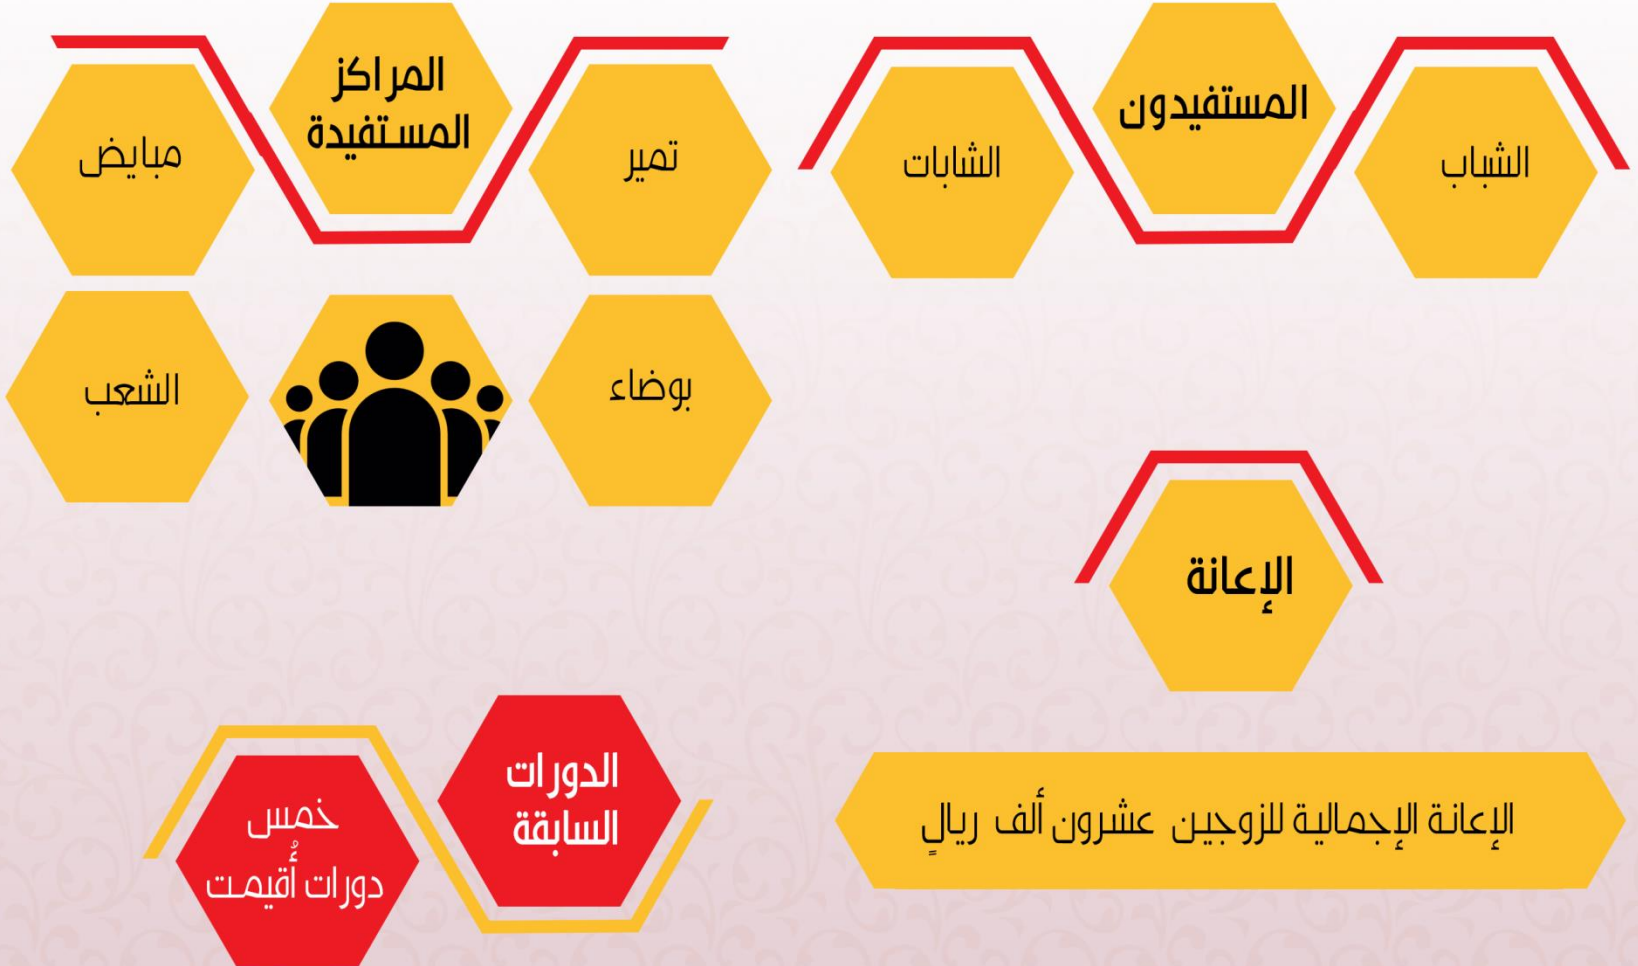 المستفيدون
الشباب
الشابات
المراكز
المستفيدة
تمير
مبايض
بوضاء
الشعب
الإعانة
الإعانة الإجمالية للزوجين عشرون ألف ريالٍ
الدورات
السابقة
خمس
دورات أُقيمت